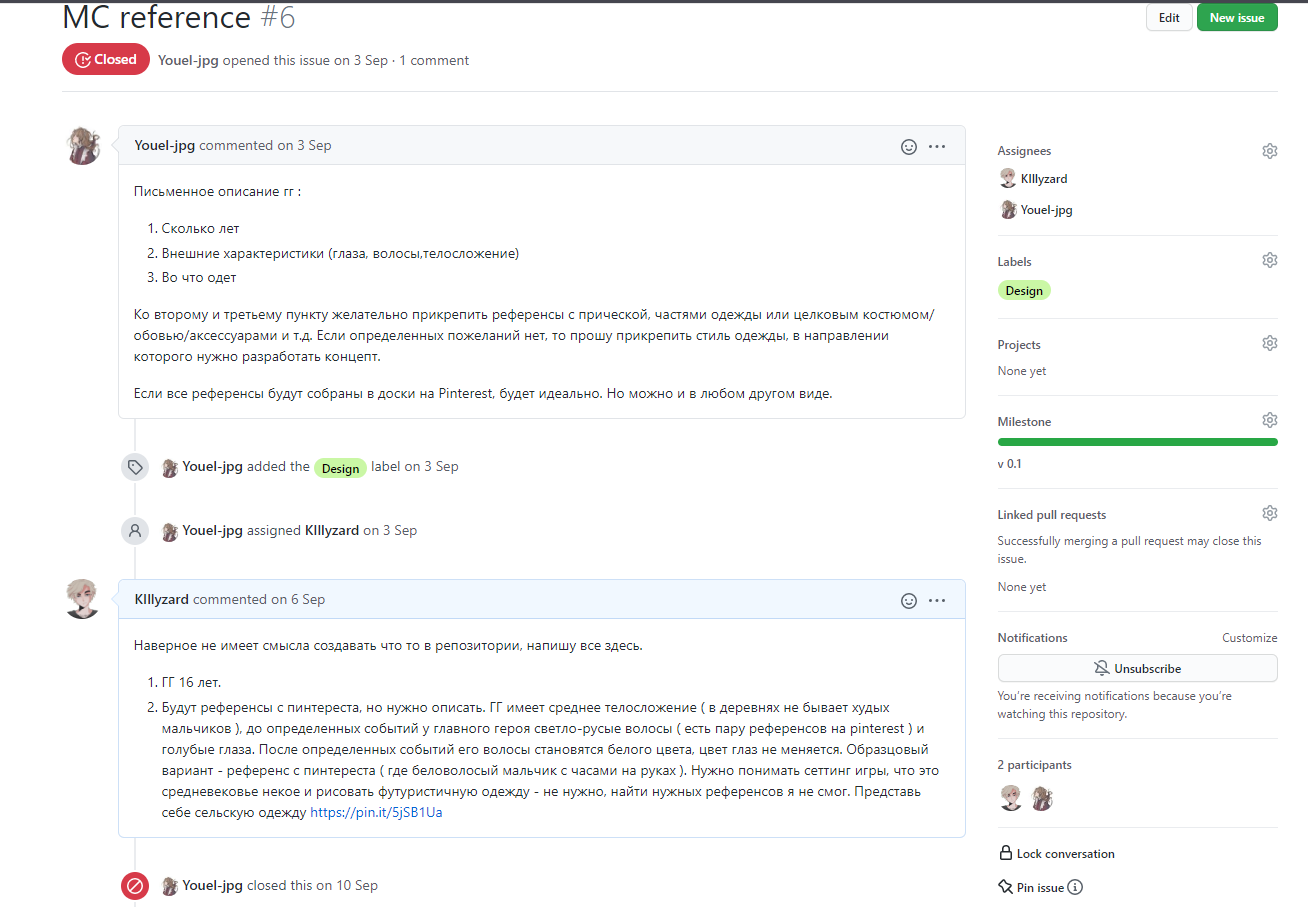 MC reference #6
Edit
New issue
Closed
Youel-jpg opened this issue on 3 Sep · 1 comment
Youel-jpg commented on 3 Sep
Письменное описание гг :
1. Сколько лет
2. Внешние характеристики (глаза, волосы,телосложение)
3. Во что одет
Ко второму и третьему пункту желательно прикрепить референсы с прической, частями одежды или целковым костюмом/
обовью/аксессуарами и т.д. Если определенных пожеланий нет, то прошу прикрепить стиль одежды, в направлении
которого нужно разработать концепт.
Если все референсы будут собраны в доски на Pinterest, будет идеально. Но можно и в любом другом виде.
Youel-jpg added the Design label on 3 Sep
Youel-jpg assigned KIllyzard on 3 Sep
KIllyzard commented on 6 Sep
Наверное не имеет смысла создавать что то в репозитории, напишу все здесь.
1. ГГ 16 лет.
2. Будут референсы с пинтереста, но нужно описать. ГГ имеет среднее телосложение ( в деревнях не бывает худых
мальчиков ), до определенных событий у главного героя светло-русые волосы ( есть пару референсов на pinterest ) и
голубые глаза. После определенных событий его волосы становятся белого цвета, цвет глаз не меняется. Образцовый
вариант - референс с пинтереста ( где беловолосый мальчик с часами на руках ). Нужно понимать сеттинг игры, что это
средневековье некое и рисовать футуристичную одежду - не нужно, найти нужных референсов я не смог. Представь
себе сельскую одежду https://pin.it/5jSB1Ua
Youel-jpg closed this on 10 Sep
Assignees
KIllyzard
Youel-jpg
Labels
Design
Projects
None yet
Milestone
v 0.1
Linked pull requests
Successfully merging a pull request may close this
issue.
None yet
Notifications
Customize
Unsubscribe
You're receiving notifications because you're
watching this repository.
2 participants
Lock conversation
Pin issue